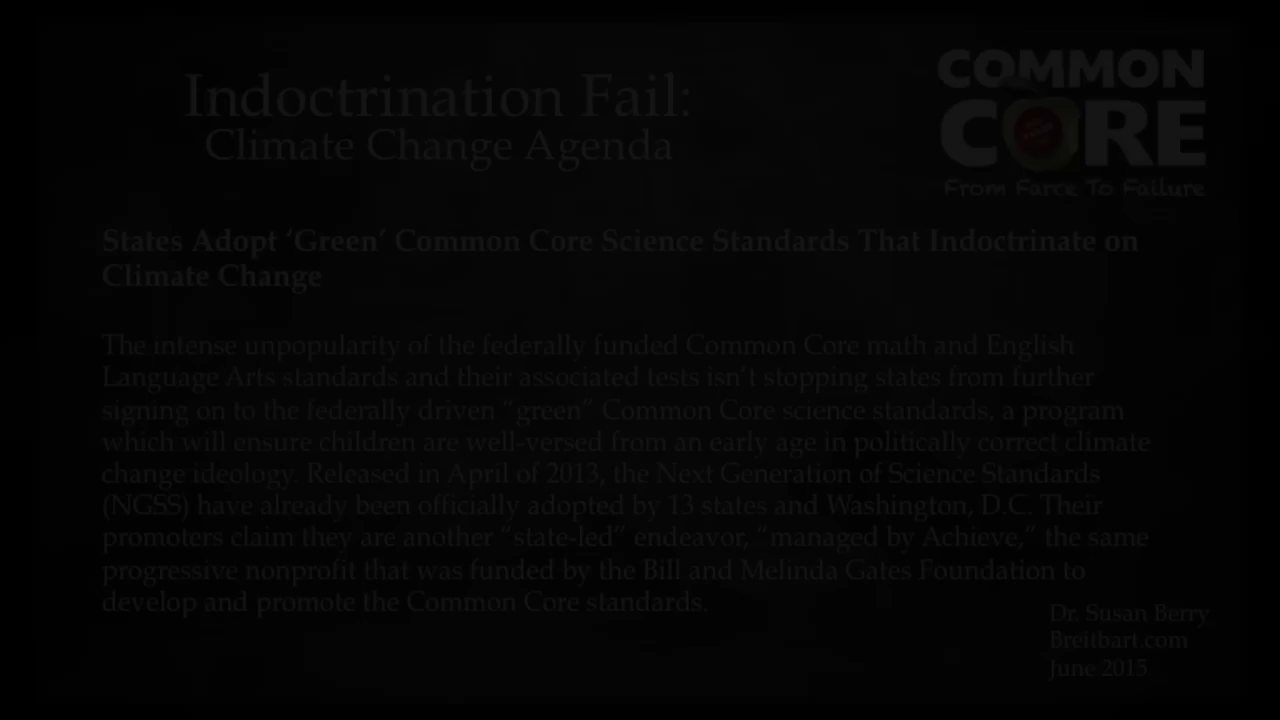 Indoctrination Fail:
Climate Change Agenda
COMMON
CORE
From Farce To Failure
States Adopt ‘Green’ Common Core Science Standards That Indoctrinate on
Climate Change
The intense unpopularity of the federally funded Common Core math and English
Language Arts standards and their associated tests isn’t stopping states from further
signing on to the federally driven “green” Common Core science standards, a program
which will ensure children are well-versed from an early age in politically correct climate
change ideology. Released in April of 2013, the Next Generation of Science Standards
(NGSS) have already been officially adopted by 13 states and Washington, D.C. Their
promoters claim they are another “state-led” endeavor, “managed by Achieve,” the same
progressive nonprofit that was funded by the Bill and Melinda Gates Foundation to
develop and promote the Common Core standards.
Dr. Susan Berry
Breitbart.com
June 2015